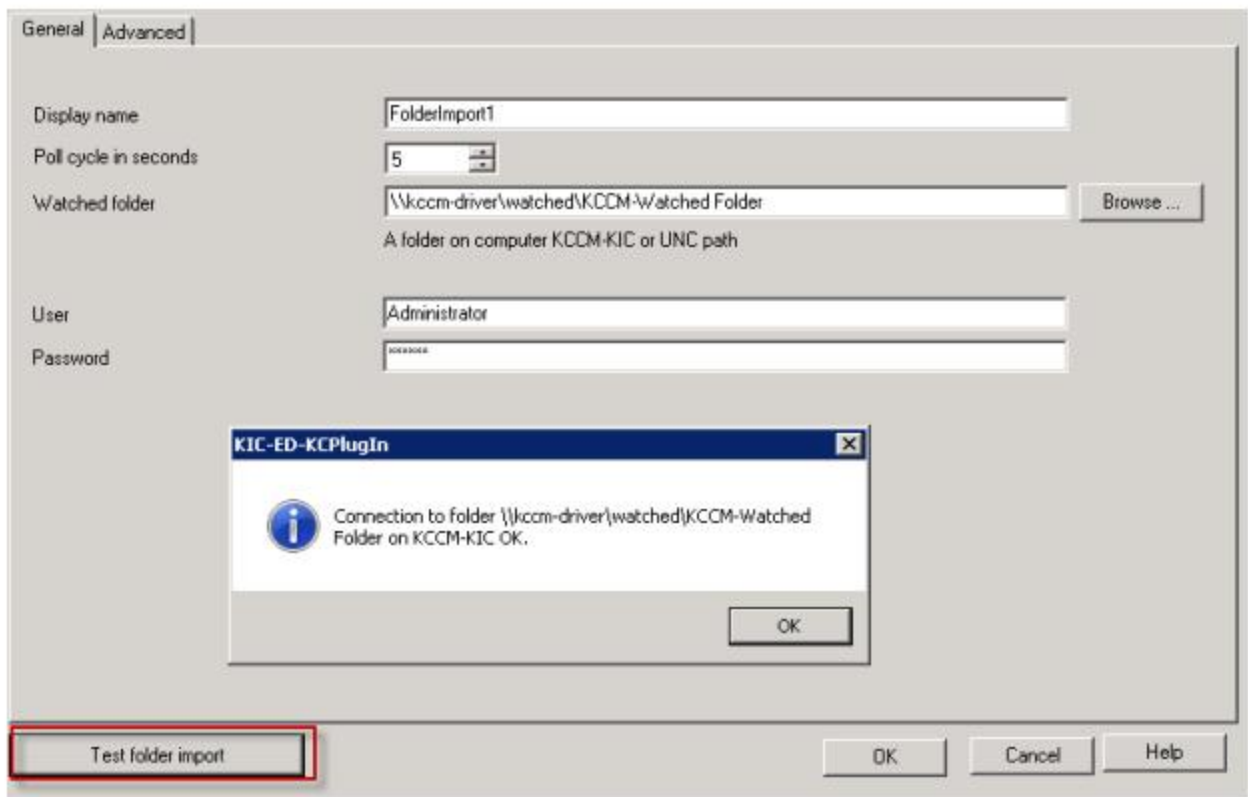 General
Advanced
Display name
FolderImport1
Poll cycle in seconds
5
Watched folder
\\kccm-driver\watched\KCCM-Watched Folder
Browse ...
A folder on computer KCCM-KIC or UNC path
User
Administrator
Password
*******
KIC-ED-KCPlugIn
Connection to folder \\kccm-driver\watched\KCCM-Watched
Folder on KCCM-KIC OK.
OK
Test folder import
OK
Cancel
Help